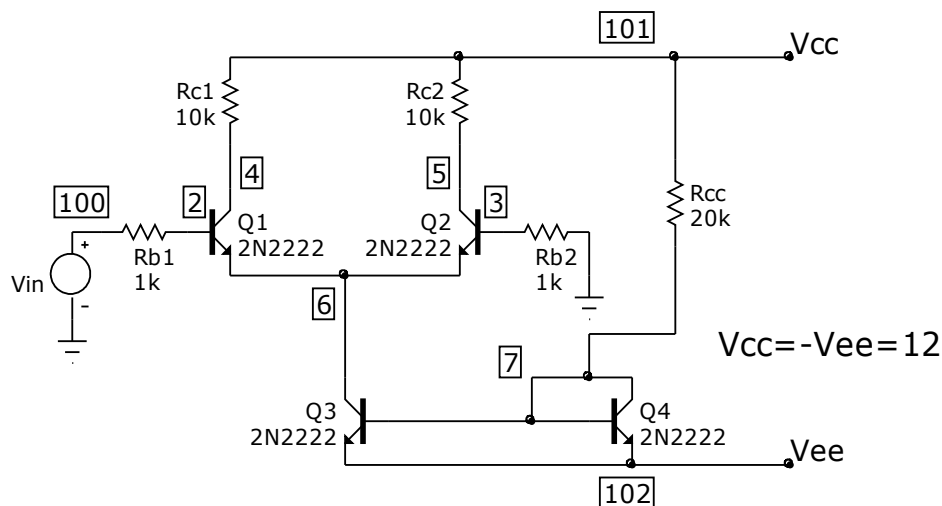 101
Vcc
Rc1
10k
Rc2
10k
4
5
Rcc
20k
100
2
3
Q1
2N2222
Q2
2N2222
+
Rb1
1k
Rb2
1k
Vin
-
6
Vcc=-Vee=12
7
Q3
2N2222
Q4
2N2222
Vee
102